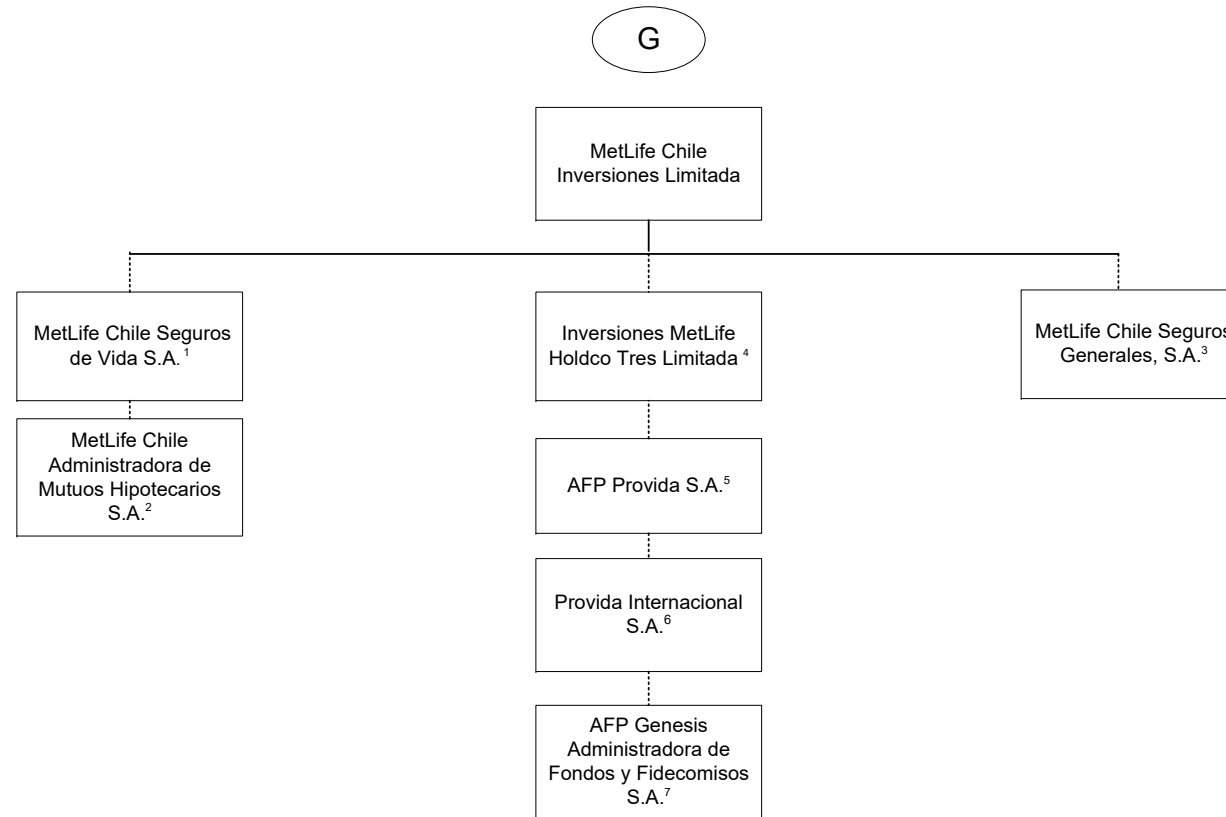 G
MetLife Chile
Inversiones Limitada
MetLife Chile Seguros
de Vida S.A. 1
Inversiones MetLife
Holdco Tres Limitada 4
MetLife Chile Seguros
Generales, S.A.3
MetLife Chile
Administradora de
Mutuos Hipotecarios
S.A.2
AFP Provida S.A.5
Provida Internacional
S.A.6
AFP Genesis
Administradora de
Fondos y Fidecomisos
S.A.7